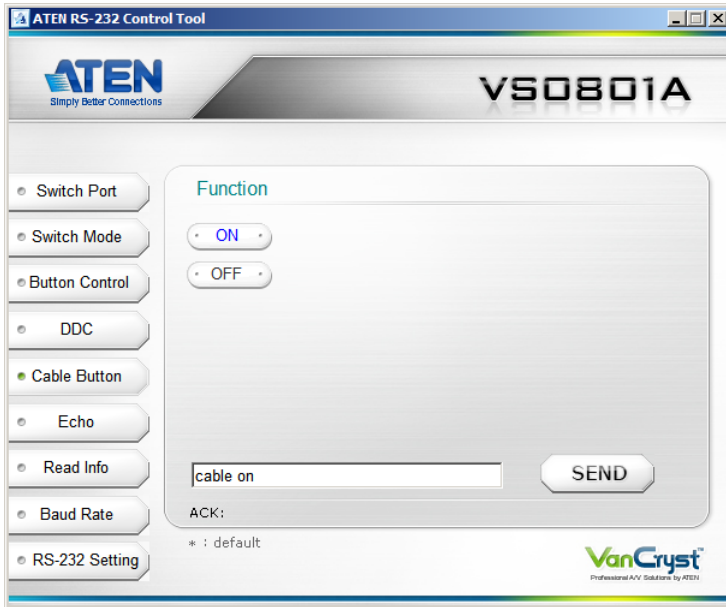 ATEN RS-232 Control Tool
ATEN
Simply Better Connections
VS0801A
Switch Port
Switch Mode
Button Control
DDC
Cable Button
Echo
Read Info
Baud Rate
RS-232 Setting
Function
ON
OFF
cable on
SEND
ACK:
* : default
VanCryst™
Professional A/V Solutions by ATEN